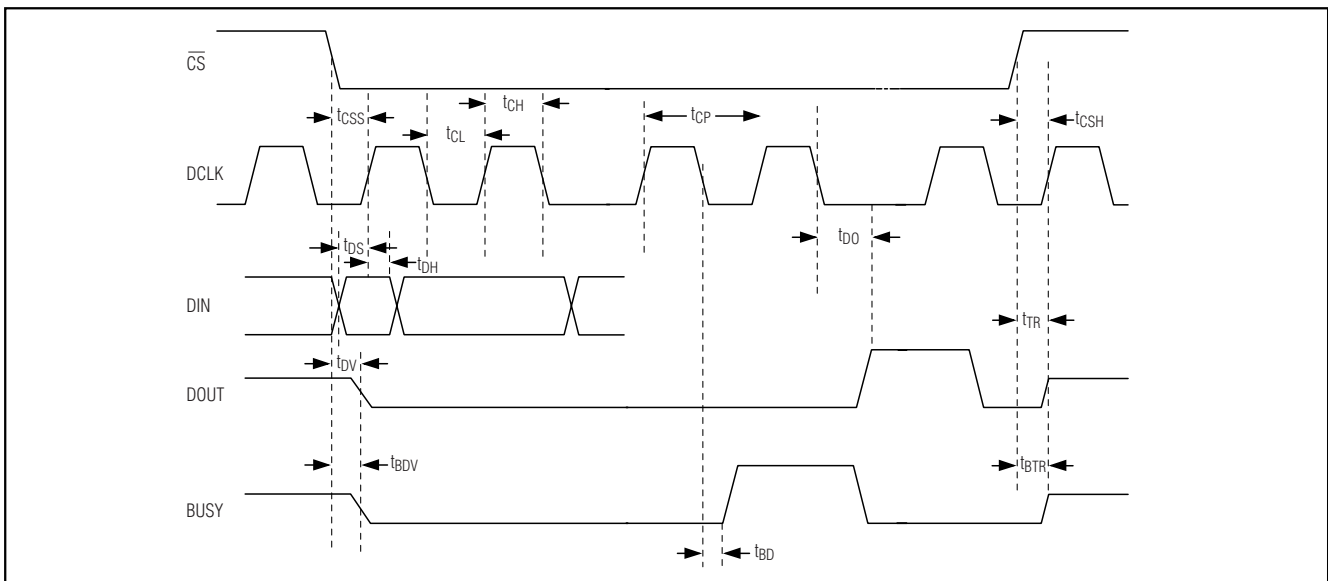 CS
tCSS
tCH
tCL
tCP
tCSH
DCLK
tDS
tDH
tDO
DIN
tTR
tDV
DOUT
tBDV
tBTR
BUSY
tBD